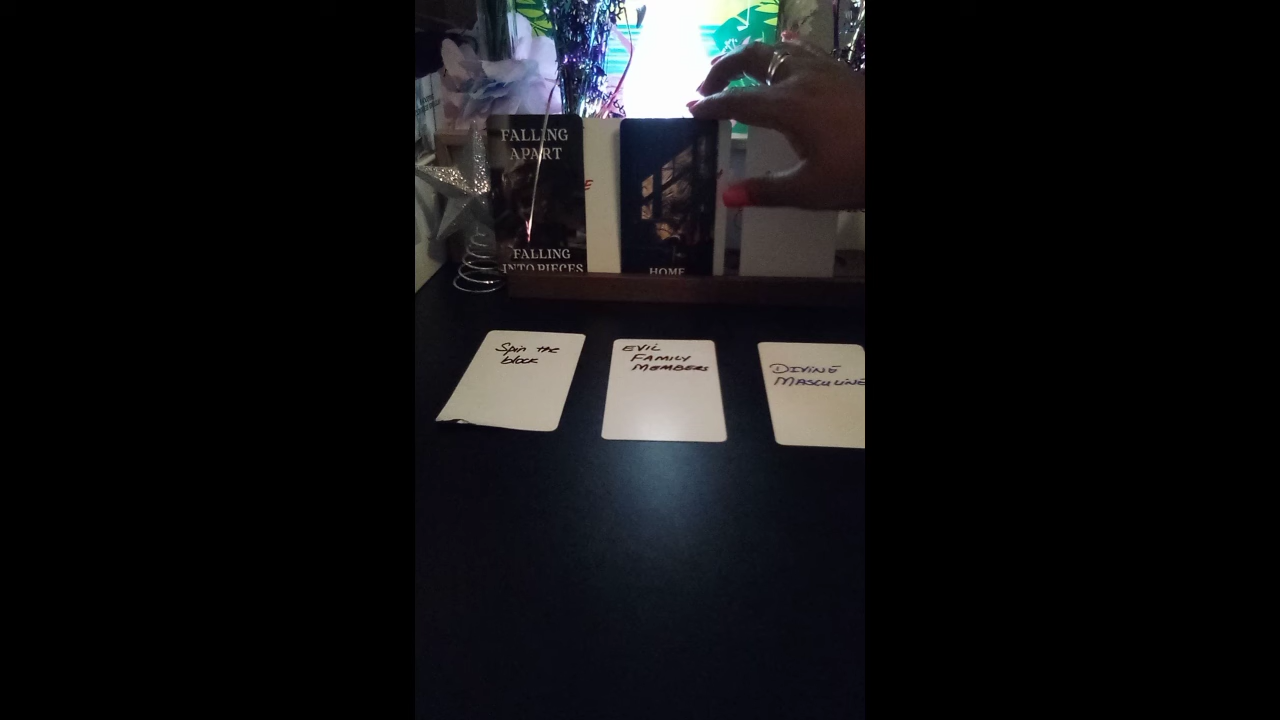 FALLING
APART
FALLING
INTO PIECES
HOME
Spin the
block
EVIL
FAMILY
MEMBERS
DIVINE
MASCULINE